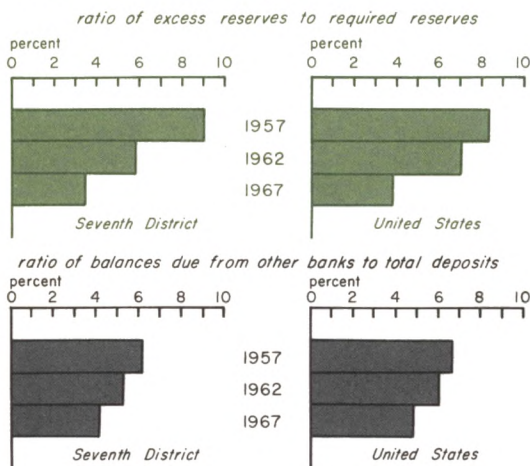 ratio of excess reserves to required reserves
percent percent
0 2 4 6 8 10 0 2 4 6 8 10
1957
1962
1967
Seventh District United States
ratio of balances due from other banks to total deposits
percent percent
0 2 4 6 8 10 0 2 4 6 8 10
1957
1962
1967
Seventh District United States